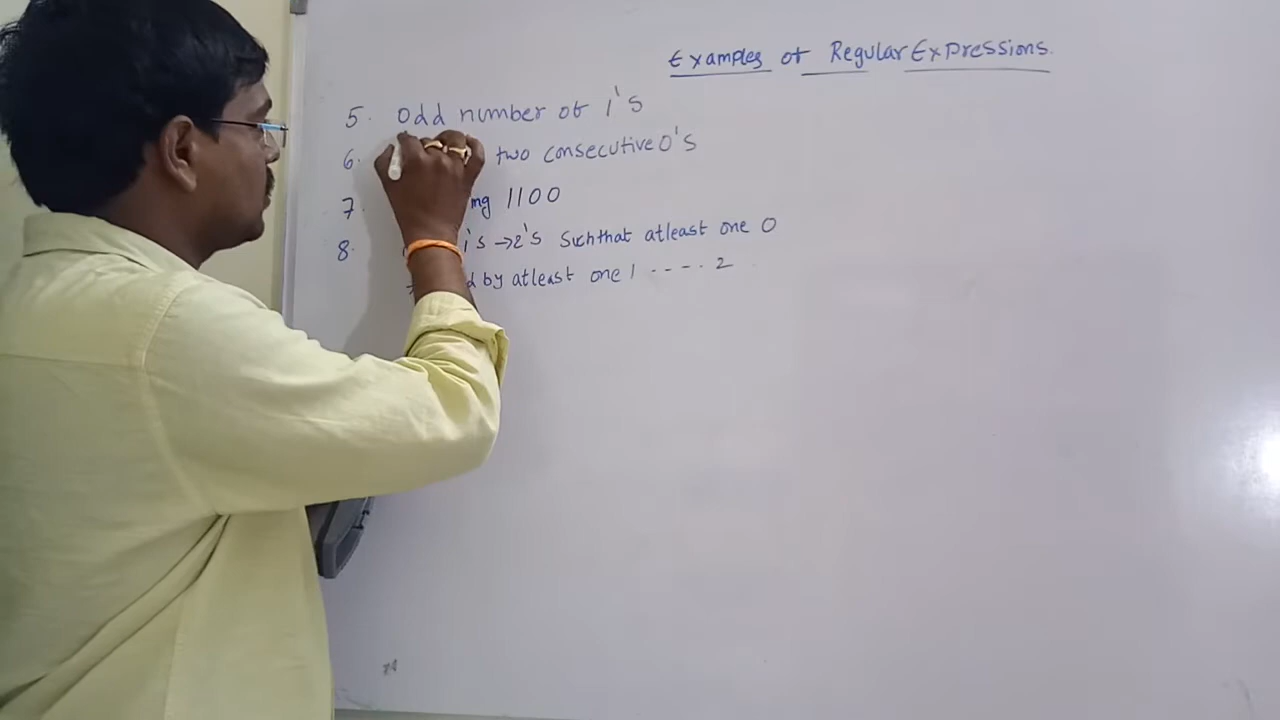 Examples of Regular Expressions.
5. Odd number of 1's
6. two consecutive 0's
7. 1100
8. 1's → 2's Such that atleast one 0
by atleast one 1 ---- 2